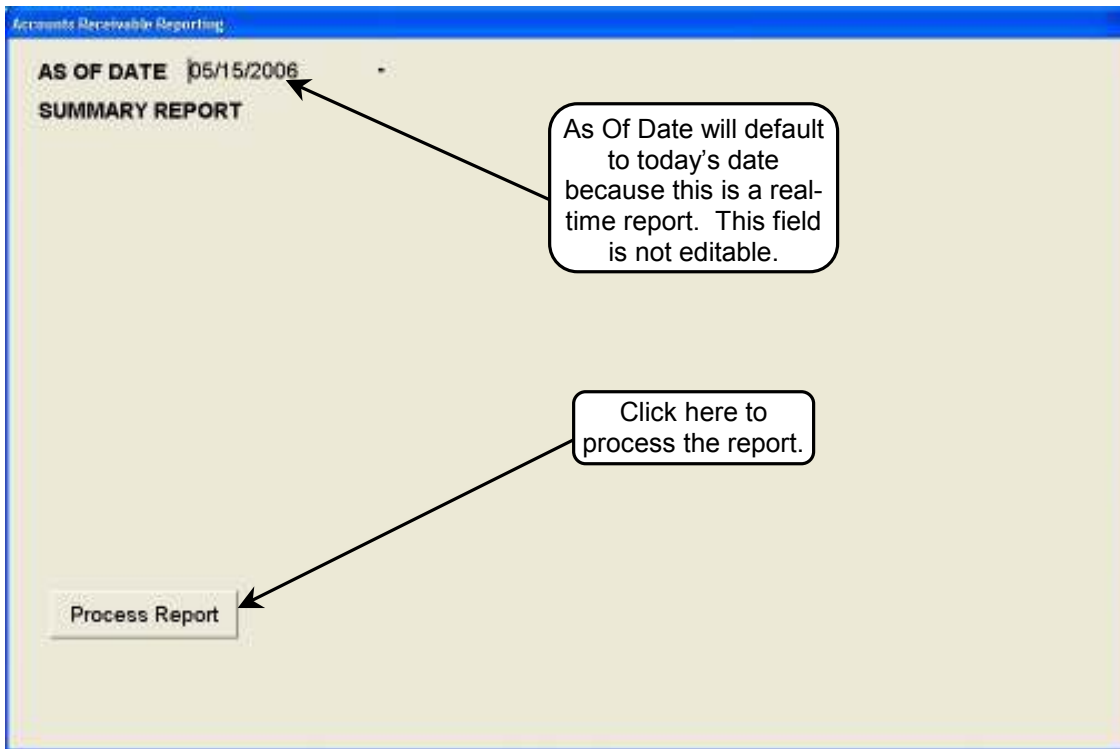 Accounts Receivable Reporting
AS OF DATE 05/15/2006
SUMMARY REPORT
As Of Date will default
to today’s date
because this is a real-
time report. This field
is not editable.
Click here to
process the report.
Process Report